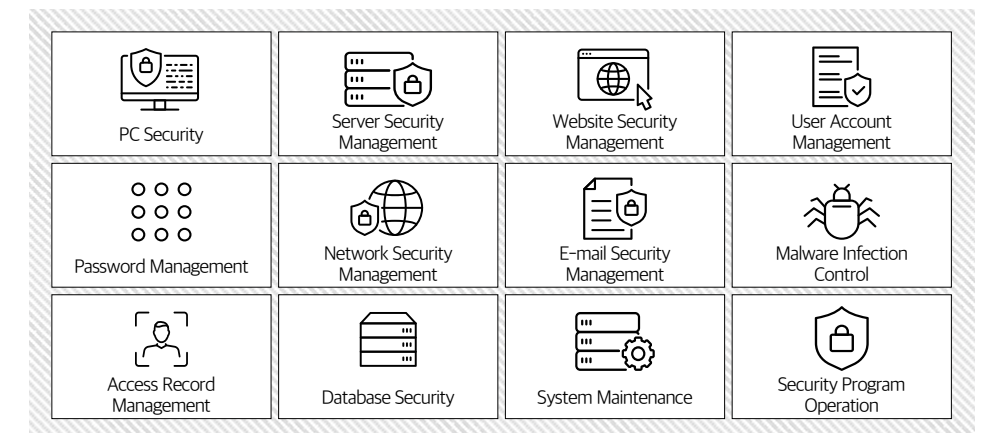 PC Security
Server Security
Management
Website Security
Management
User Account
Management
Password Management
Network Security
Management
E-mail Security
Management
Malware Infection
Control
Access Record
Management
Database Security
System Maintenance
Security Program
Operation